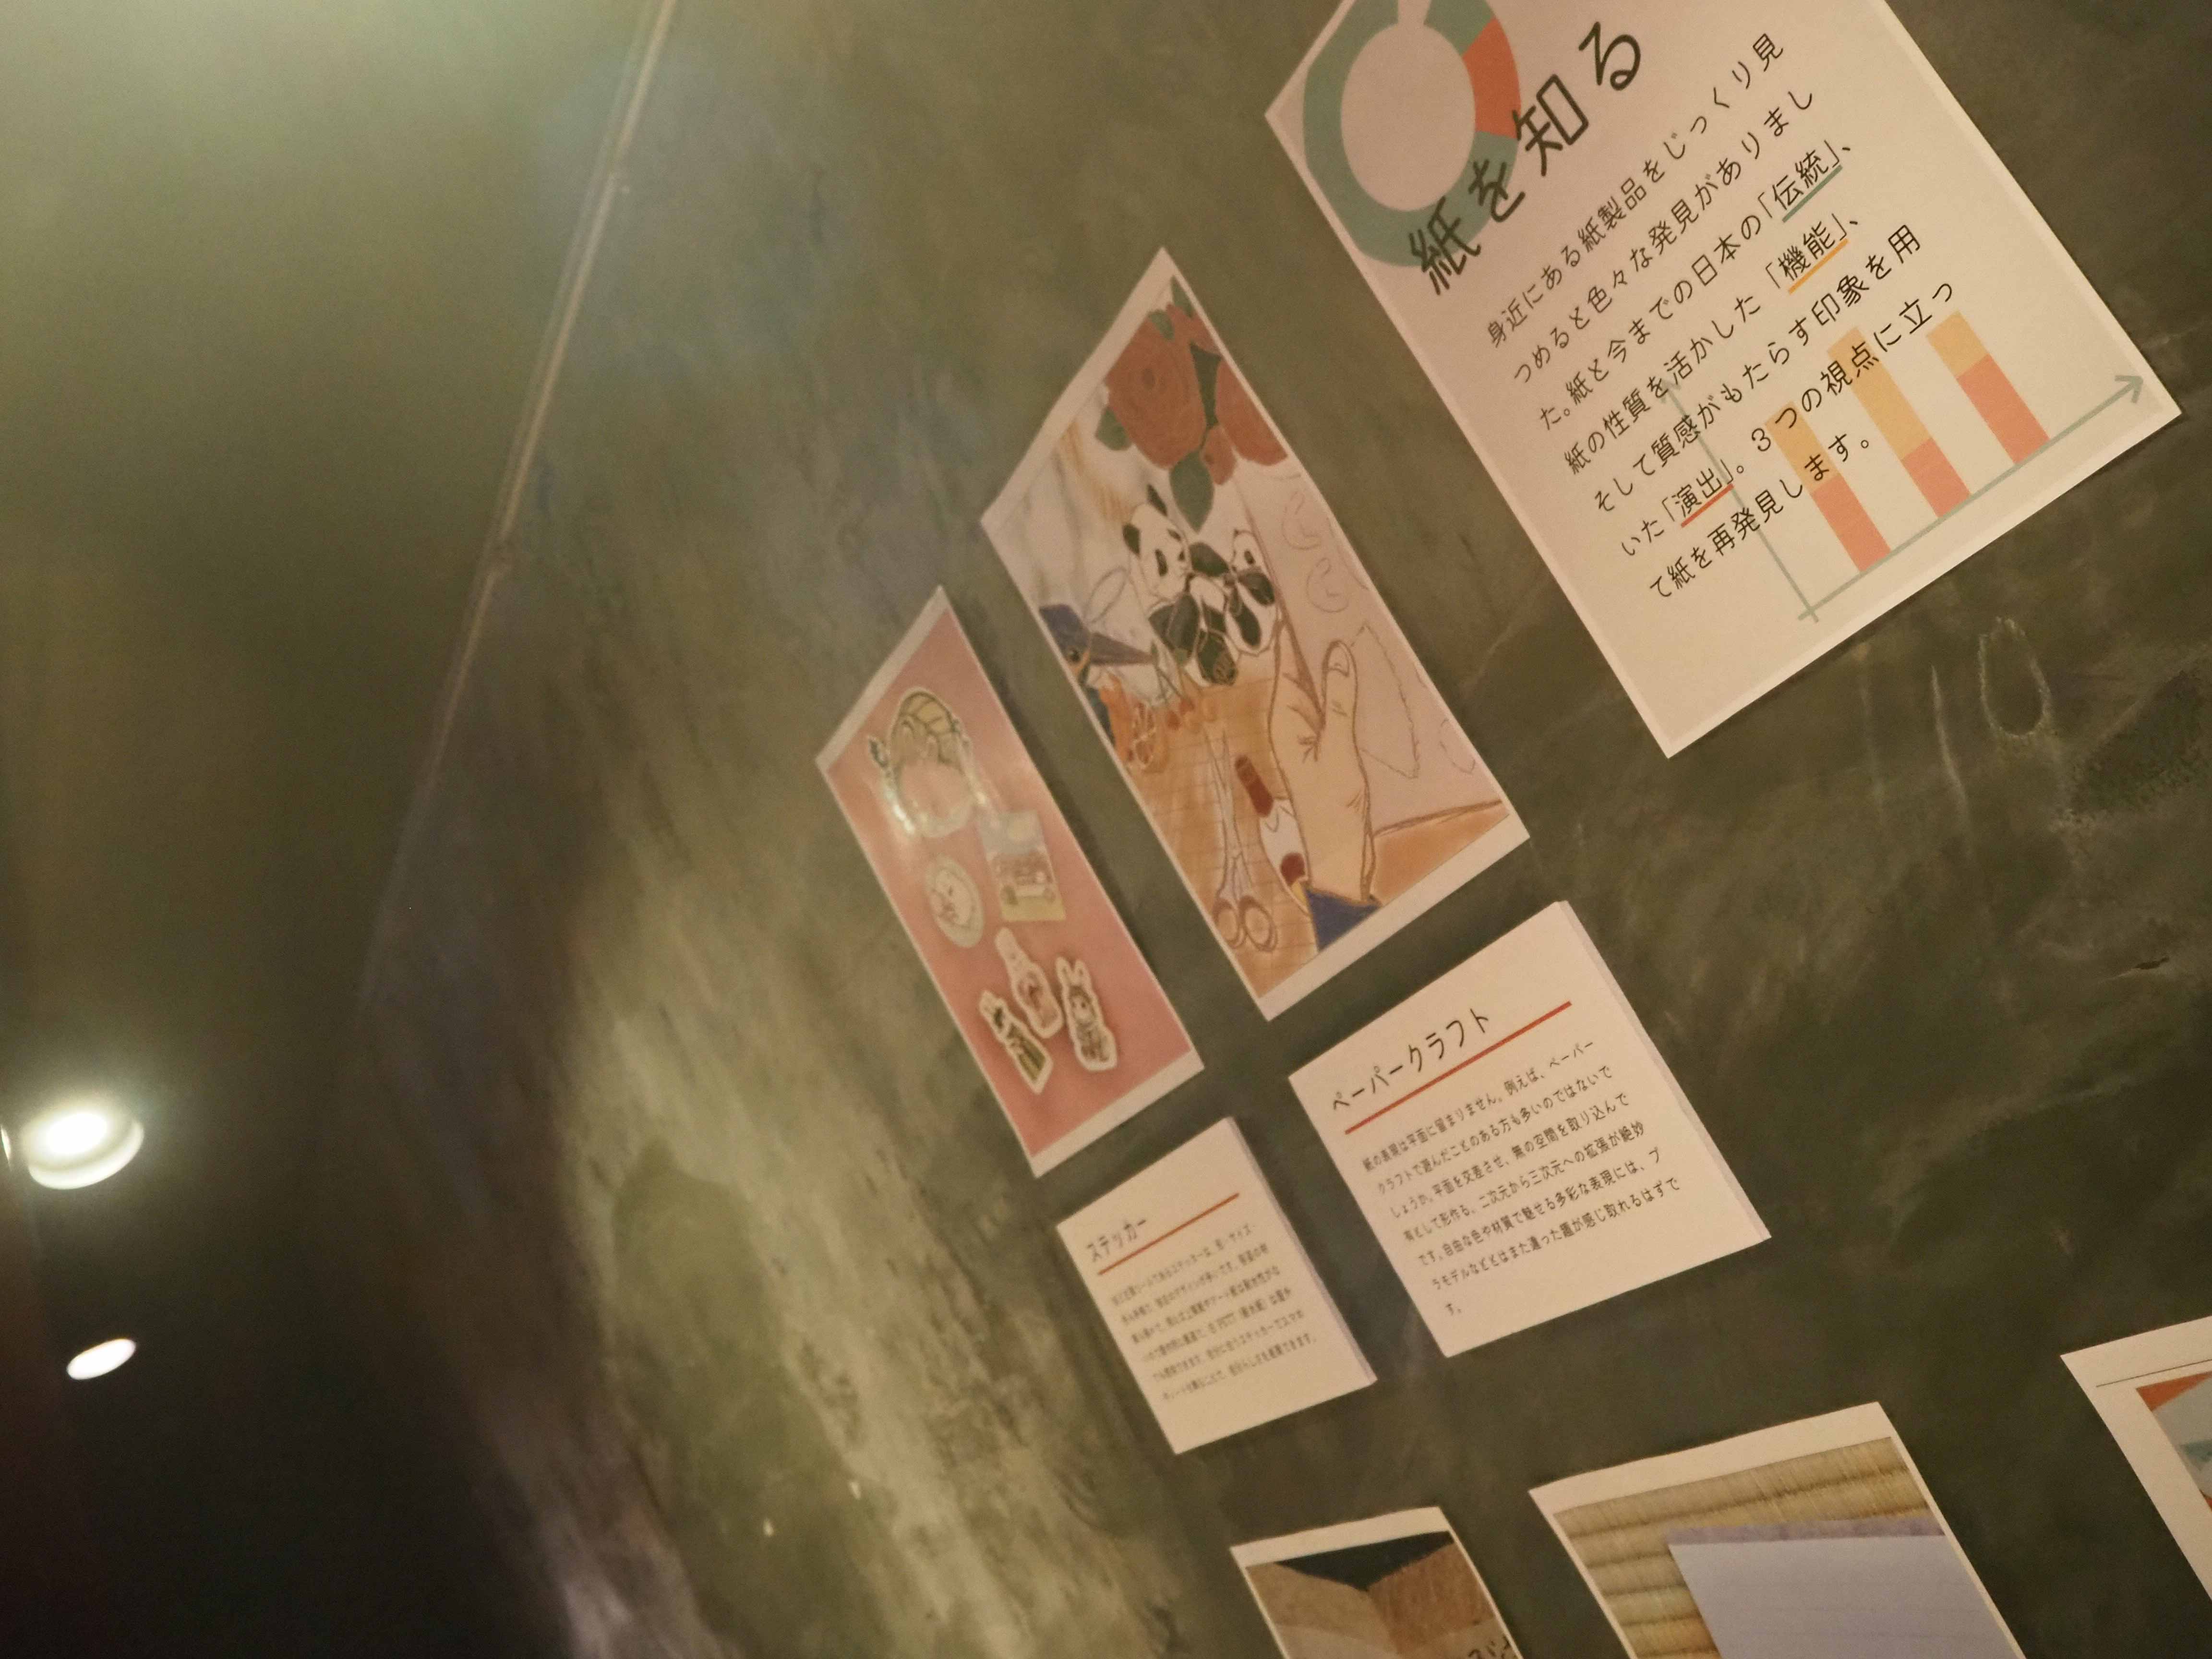 紙を知る
身近にある紙製品をじっくり見
つめると色々な発見がありまし
た。紙と今までの日本の「伝統」、
紙の性質を活かした「機能」、
そして質感がもたらす印象を用
いた「演出」。3つの視点に立っ
て紙を再発見します。
ペーパークラフト
紙の表現は平面に留まりません。例えば、ペーパー
クラフトで遊んだことのある方も多いのではないで
しょうか。平面を交差させ、無の空間を取り込んで
有として形作る。二次元から三次元への拡張が絶妙
です。自由な色や材質で魅せる多彩な表現には、プ
ラモデルなどとはまた違った趣が感じ取れるはずで
す。
ステッカー